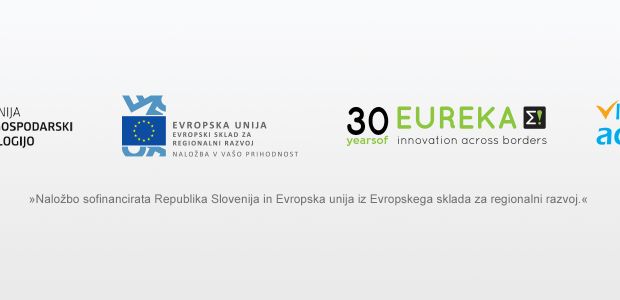 NIJA
GOSPODARSKI
LOGIJO
EVROPSKA UNIJA
EVROPSKI SKLAD ZA
REGIONALNI RAZVOJ
NALOŽBA V VAŠO PRIHODNOST
30 EUREKA Σ!
yearsof innovation across borders
»Naložbo sofinancirata Republika Slovenija in Evropska unija iz Evropskega sklada za regionalni razvoj.«